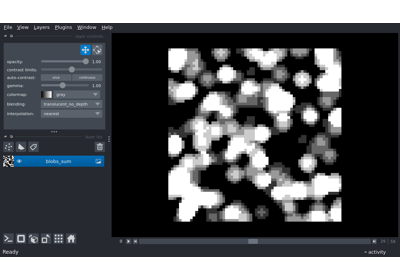 File View Layers Plugins Window Help
opacity: 1.00
contrast limits:
auto-contrast: once continuous
gamma: 1.00
colormap: gray
blending: translucent_no_depth
interpolation: nearest
blobs_sum
Ready
activity